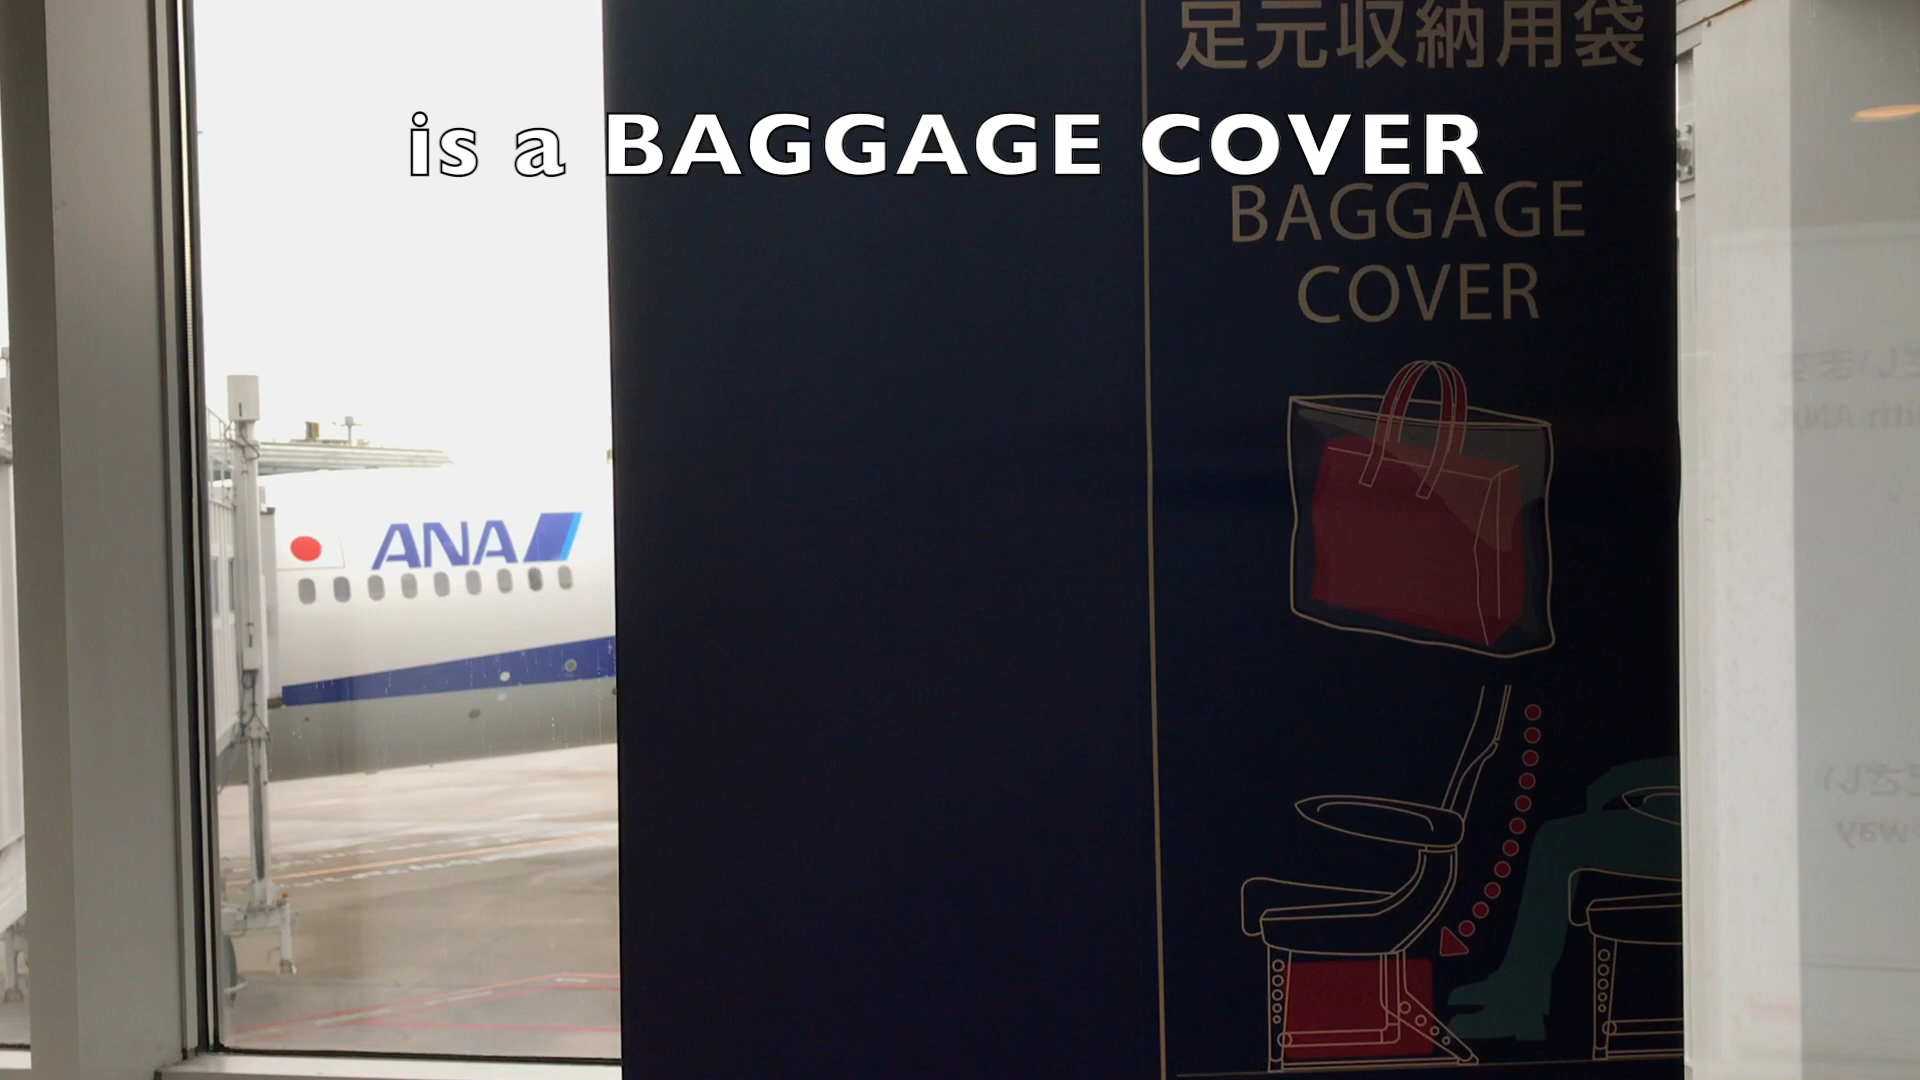 足元収納用袋
is a BAGGAGE COVER
BAGGAGE
COVER
ANA